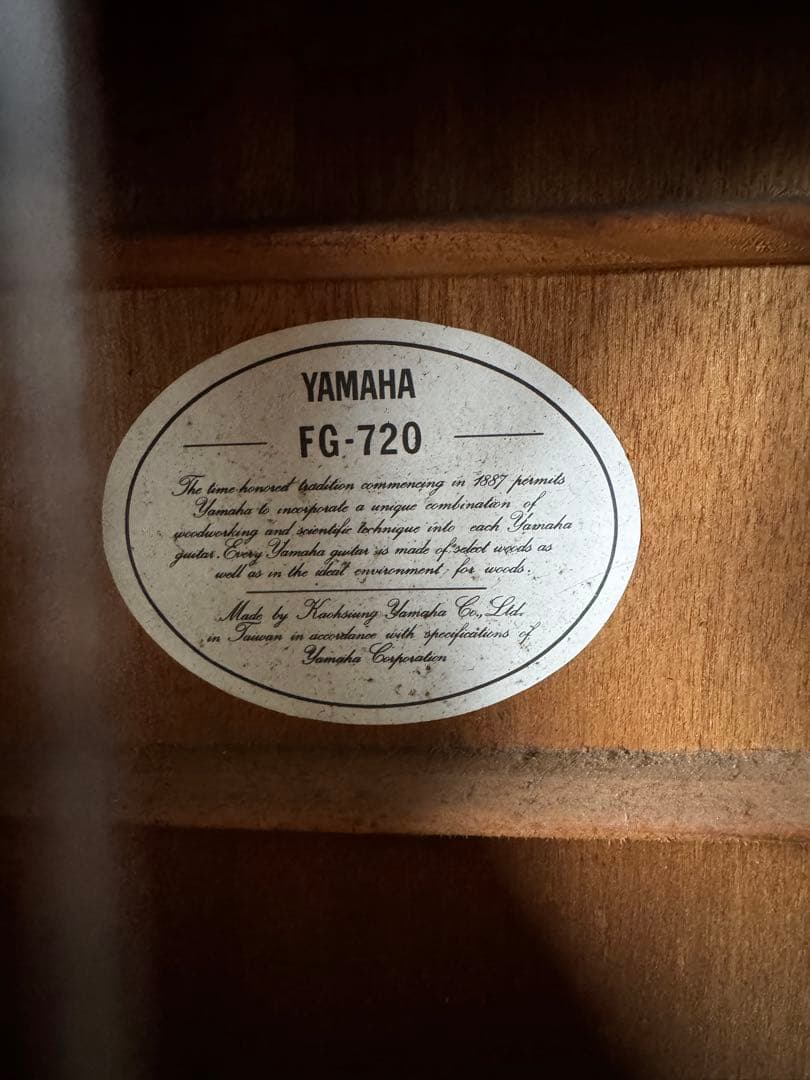 YAMAHA
FG-720
The time-honored tradition commencing in 1887 permits
Yamaha to incorporate a unique combination of
woodworking and scientific technique into each Yamaha
guitar. Every Yamaha guitar is made of select woods as
well as in the ideal environment for woods.
Made by Kaohsiung Yamaha Co., Ltd.
in Taiwan in accordance with specifications of
Yamaha Corporation